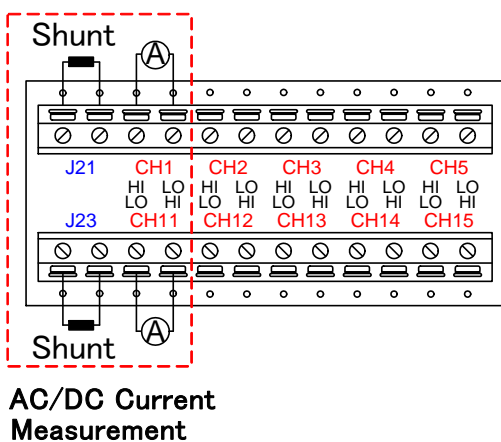 Shunt
A
J21 CH1 CH2 CH3 CH4 CH5
HI LO HI LO HI LO HI LO HI LO
LO HI LO HI LO HI LO HI LO HI
J23 CH11 CH12 CH13 CH14 CH15
A
Shunt
AC/DC Current
Measurement